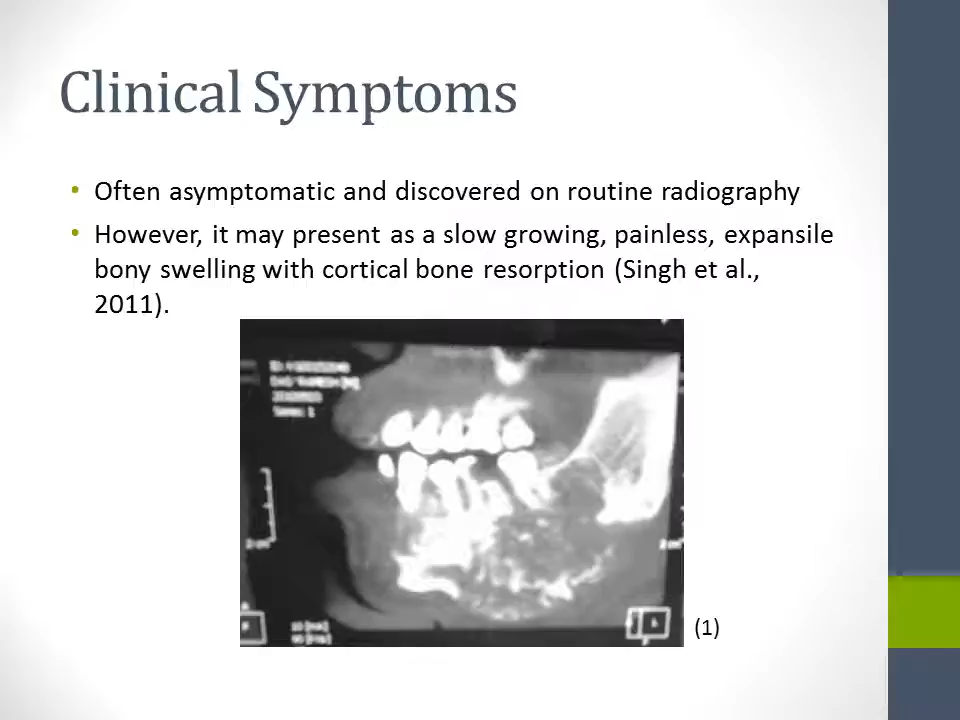 Clinical Symptoms
• Often asymptomatic and discovered on routine radiography
• However, it may present as a slow growing, painless, expansile
bony swelling with cortical bone resorption (Singh et al.,
2011).
(1)